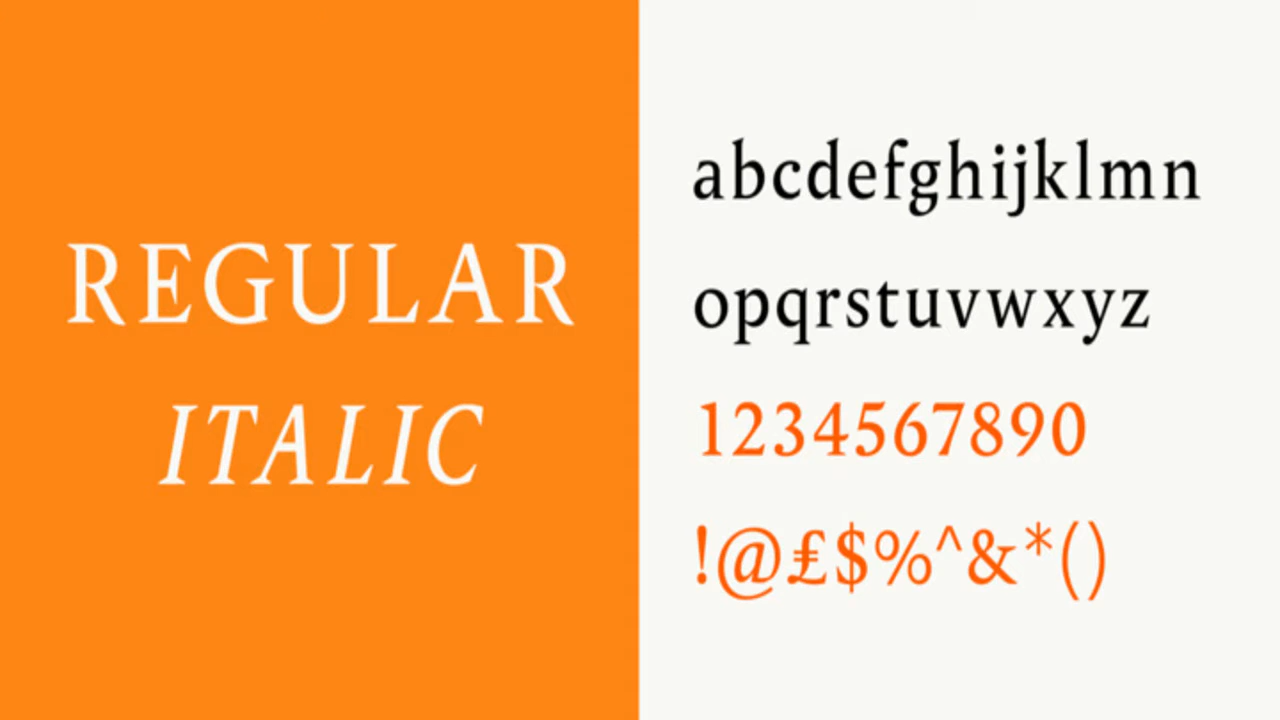 REGULAR
ITALIC
abcdefghijklmn
opqrstuvwxyz
1234567890
!@£$%^&*()